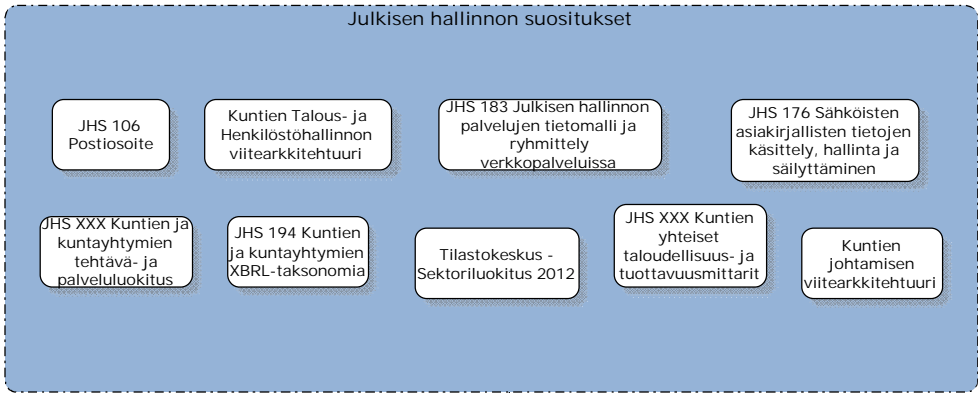 Julkisen hallinnon suositukset
JHS 106
Postiosoite
Kuntien Talous- ja
Henkilöstöhallinnon
viitearkkitehtuuri
JHS 183 Julkisen hallinnon
palvelujen tietomalli ja
ryhmittely
verkkopalveluissa
JHS 176 Sähköisten
asiakirjallisten tietojen
käsittely, hallinta ja
säilyttäminen
JHS XXX Kuntien ja
kuntayhtymien
tehtävä- ja
palveluluokitus
JHS 194 Kuntien
ja kuntayhtymien
XBRL-taksonomia
Tilastokeskus -
Sektoriluokitus 2012
JHS XXX Kuntien
yhteiset
taloudellisuus- ja
tuottavuusmittarit
Kuntien
johtamisen
viitearkkitehtuuri